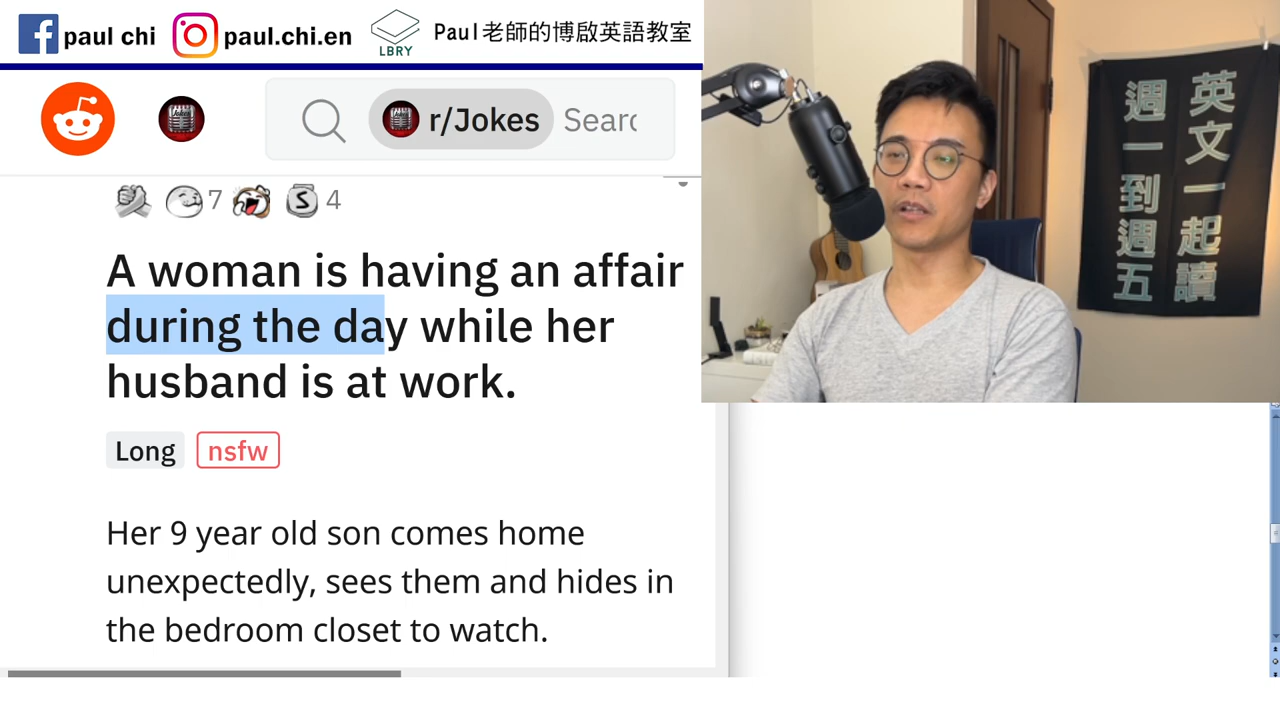 paul chi
paul.chi.en
LBRY
Paul老師的博啟英語教室
r/Jokes
Searc
7
S 4
A woman is having an affair
during the day while her
husband is at work.
Long
nsfw
Her 9 year old son comes home
unexpectedly, sees them and hides in
the bedroom closet to watch.
英文一起讀
週一到週五